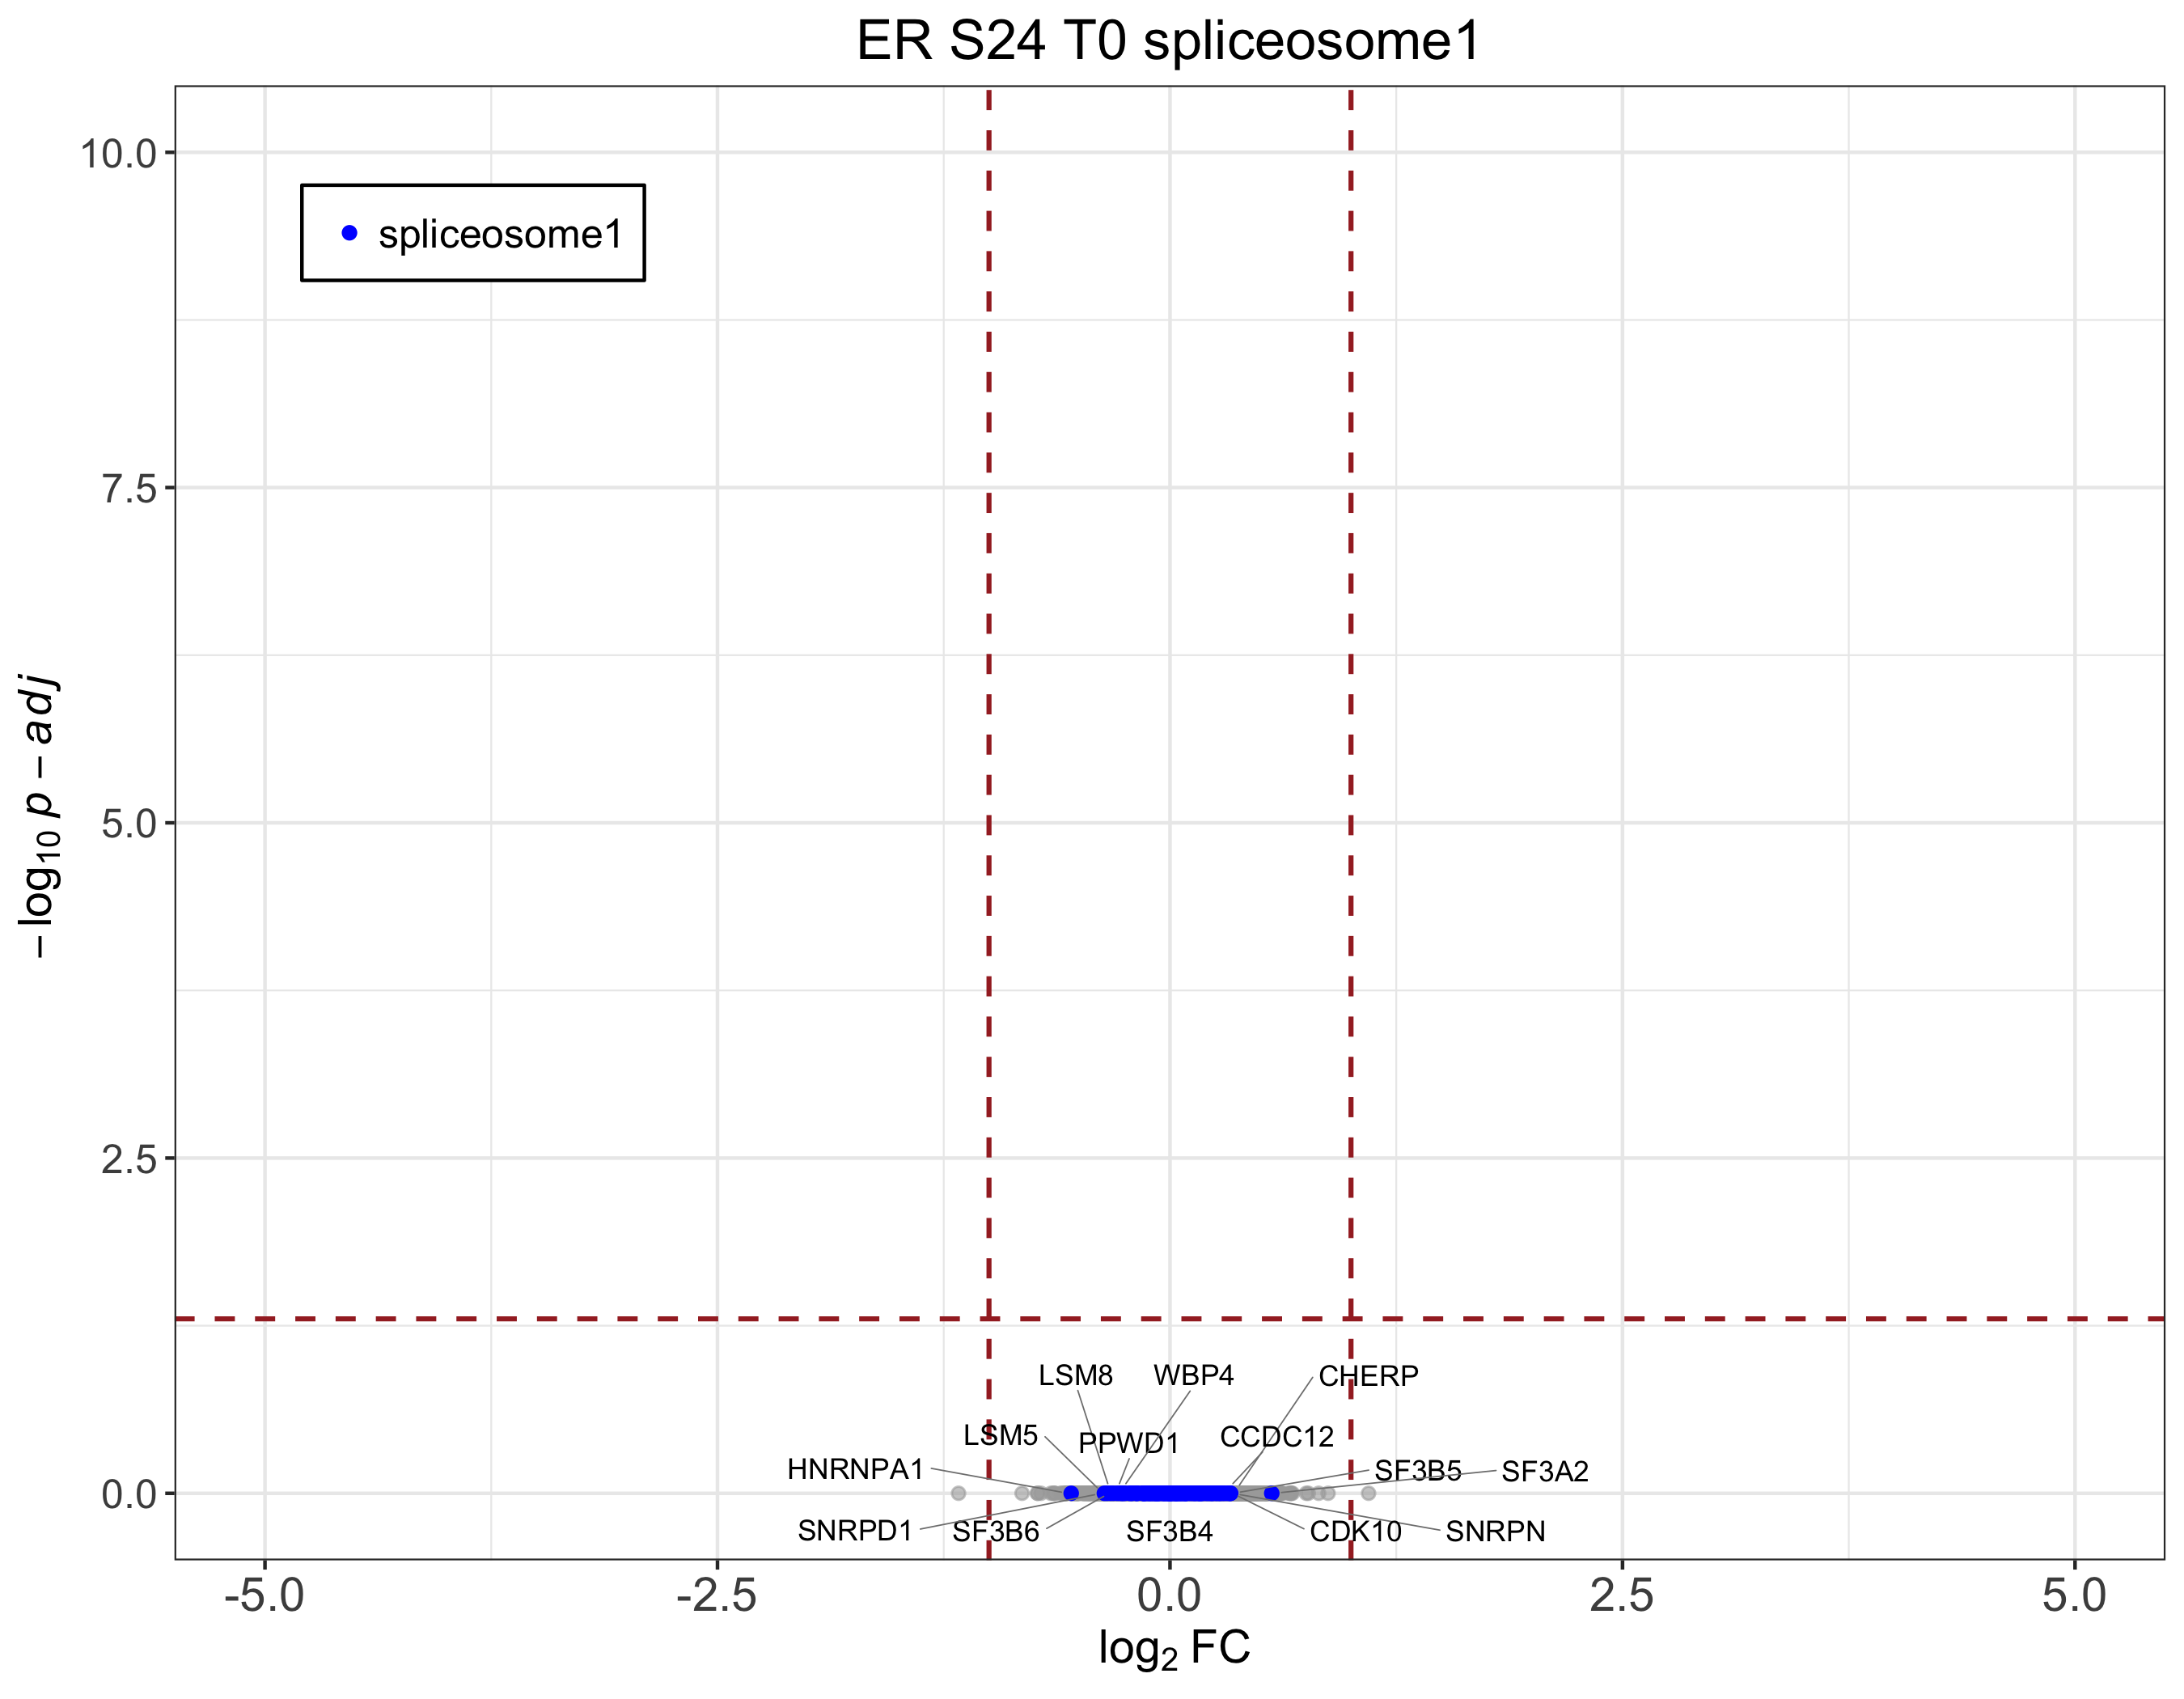 ER S24 T0 spliceosome1
10.0
spliceosome1
7.5
5.0
2.5
0.0
−log10 p − adj
LSM8 WBP4 CHERP
LSM5 PPWD1 CCDC12
HNRNPA1 SF3B5 SF3A2
SNRPD1 SF3B6 SF3B4 CDK10 SNRPN
-5.0 -2.5 0.0 2.5 5.0
log2 FC